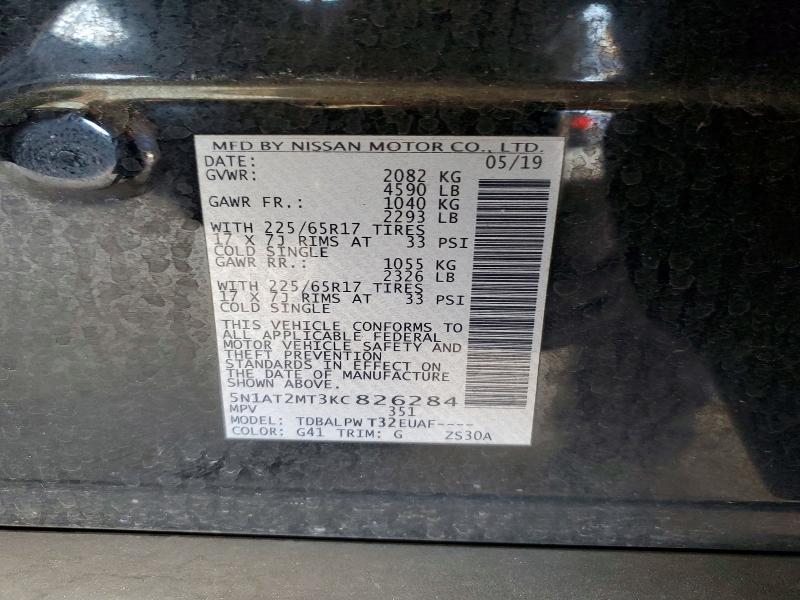 MFD BY NISSAN MOTOR CO., LTD.
DATE: 05/19
GVWR: 2082 KG
4590 LB
GAWR FR.: 1040 KG
2293 LB
WITH 225/65R17 TIRES
17 X 7J RIMS AT 33 PSI
COLD SINGLE
GAWR RR.: 1055 KG
2326 LB
WITH 225/65R17 TIRES
17 X 7J RIMS AT 33 PSI
COLD SINGLE
THIS VEHICLE CONFORMS TO
ALL APPLICABLE FEDERAL
MOTOR VEHICLE SAFETY AND
THEFT PREVENTION
STANDARDS IN EFFECT ON
THE DATE OF MANUFACTURE
SHOWN ABOVE.
5N1AT2MT3KC826284
MPV 351
MODEL: TDBALPW T32EUAF----
COLOR: G41 TRIM: G ZS30A